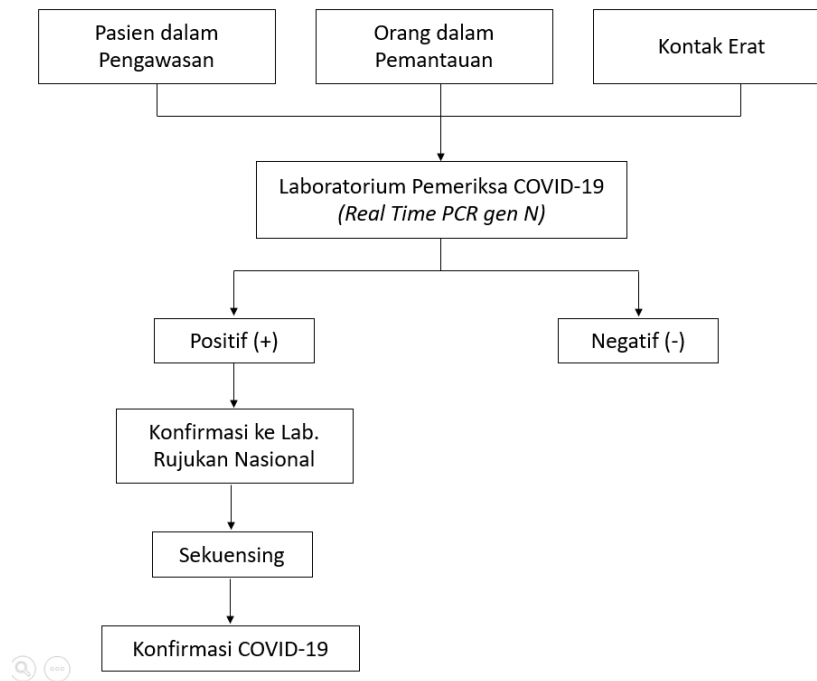 Pasien dalam
Pengawasan
Orang dalam
Pemantauan
Kontak Erat
Laboratorium Pemeriksa COVID-19
(Real Time PCR gen N)
Positif (+)
Negatif (-)
Konfirmasi ke Lab.
Rujukan Nasional
Sekuensing
Konfirmasi COVID-19